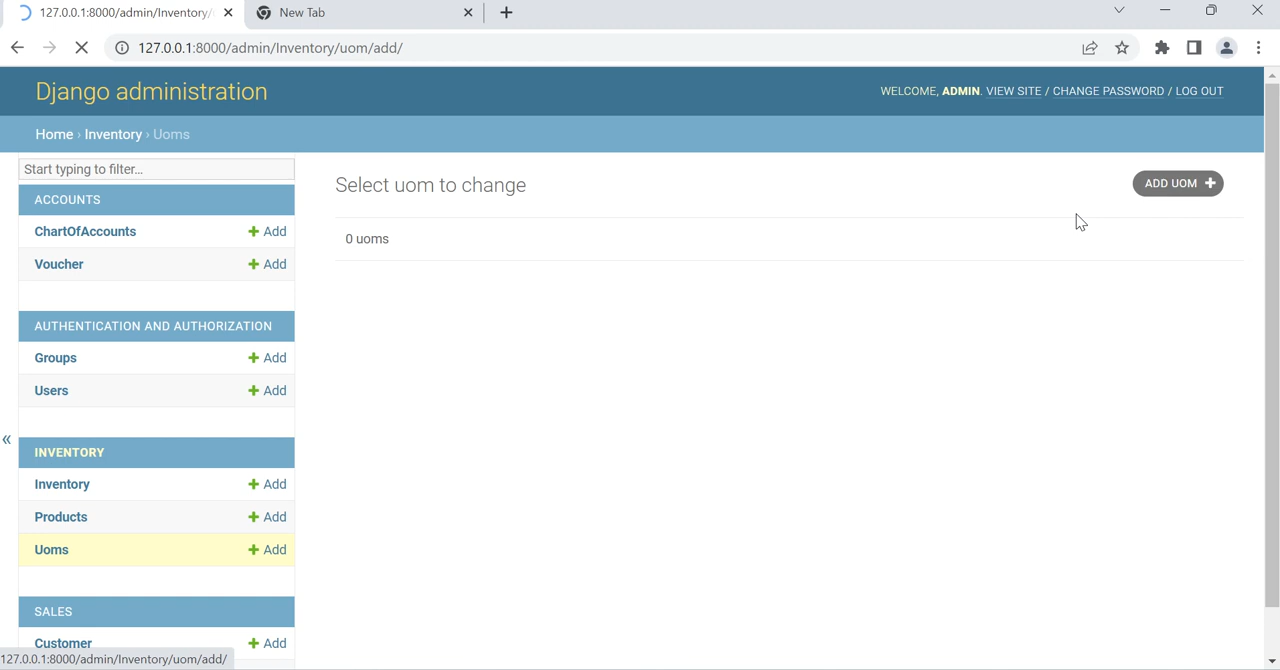 127.0.0.1:8000/admin/Inventory/
New Tab
127.0.0.1:8000/admin/Inventory/uom/add/
Django administration
WELCOME, ADMIN. VIEW SITE / CHANGE PASSWORD / LOG OUT
Home › Inventory › Uoms
Start typing to filter...
ACCOUNTS
ChartOfAccounts + Add
Voucher + Add
AUTHENTICATION AND AUTHORIZATION
Groups + Add
Users + Add
«
INVENTORY
Inventory + Add
Products + Add
Uoms + Add
SALES
Customer + Add
127.0.0.1:8000/admin/Inventory/uom/add/
Select uom to change
ADD UOM +
0 uoms